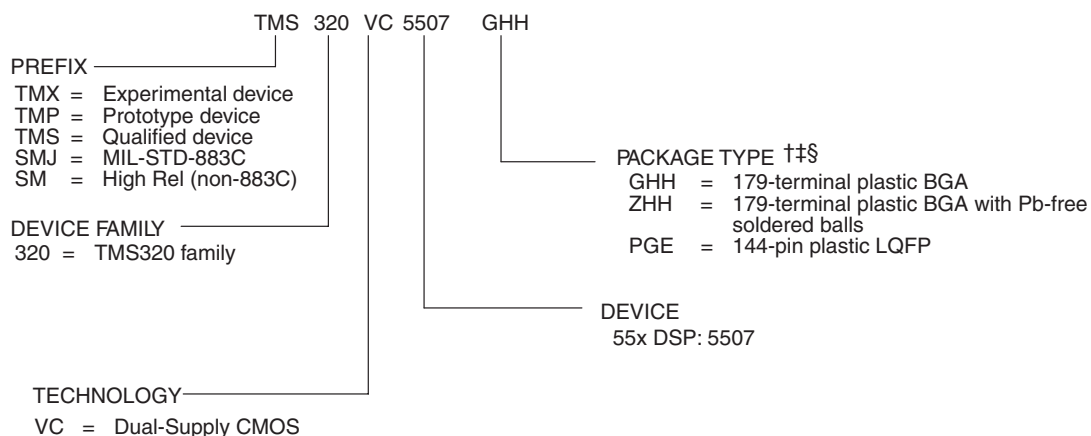 TMS 320 VC 5507 GHH
PREFIX
TMX = Experimental device
TMP = Prototype device
TMS = Qualified device
SMJ = MIL-STD-883C
SM = High Rel (non-883C)
DEVICE FAMILY
320 = TMS320 family
TECHNOLOGY
VC = Dual-Supply CMOS
PACKAGE TYPE †‡§
GHH = 179-terminal plastic BGA
ZHH = 179-terminal plastic BGA with Pb-free
soldered balls
PGE = 144-pin plastic LQFP
DEVICE
55x DSP: 5507